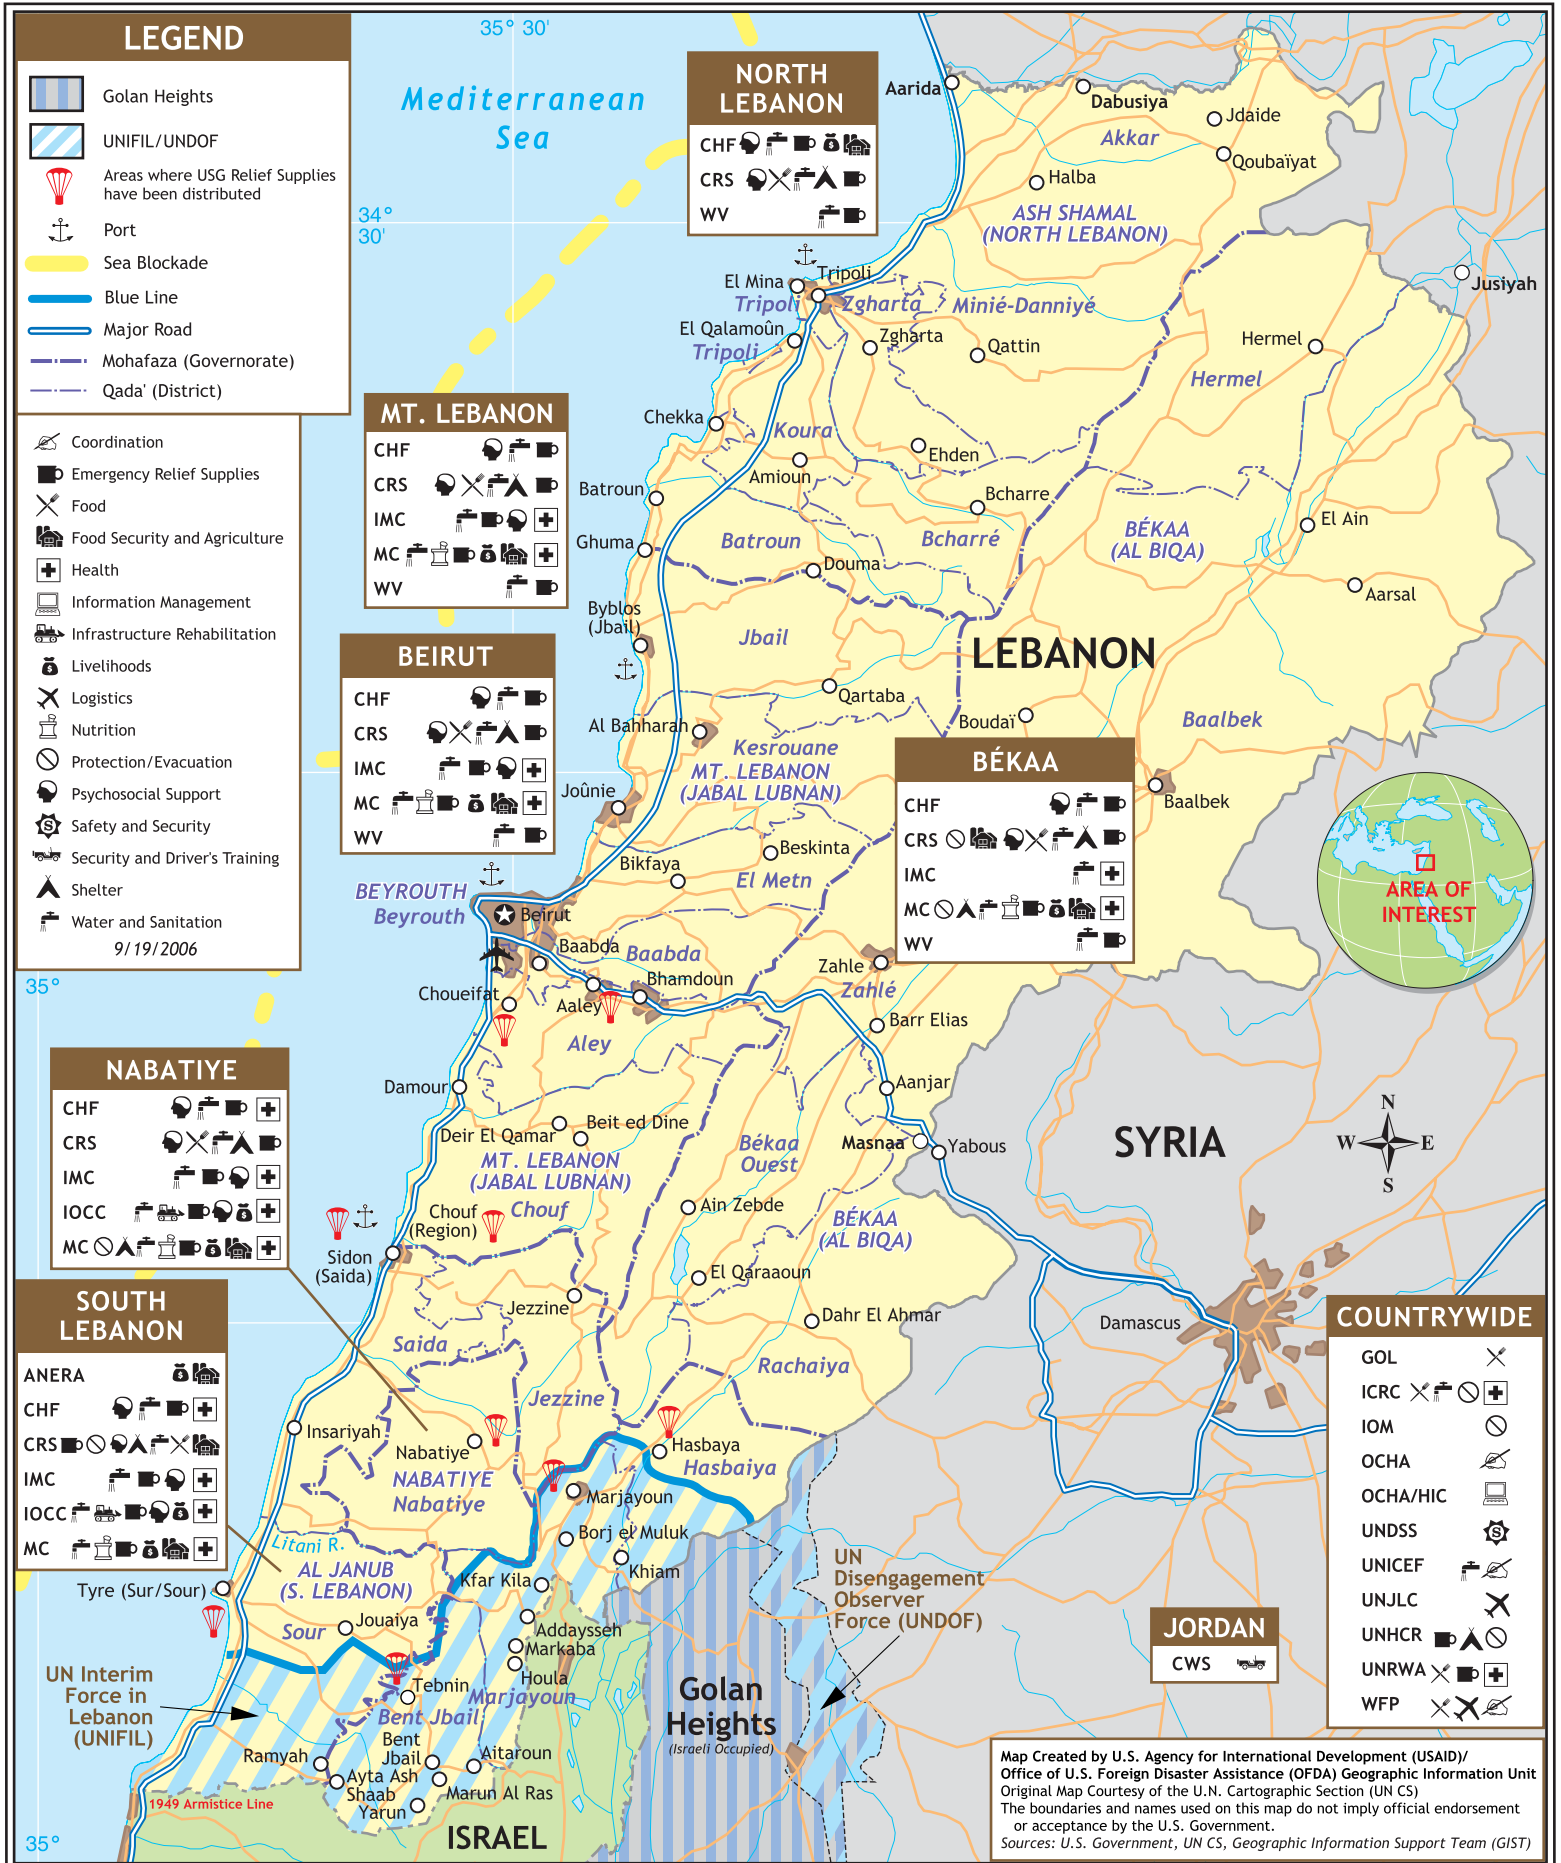 LEGEND
Golan Heights
UNIFIL/UNDOF
Areas where USG Relief Supplies
have been distributed
Port
Sea Blockade
Blue Line
Major Road
Mohafaza (Governorate)
Qada' (District)
Coordination
Emergency Relief Supplies
Food
Food Security and Agriculture
Health
Information Management
Infrastructure Rehabilitation
Livelihoods
Logistics
Nutrition
Protection/Evacuation
Psychosocial Support
Safety and Security
Security and Driver's Training
Shelter
Water and Sanitation
9/19/2006
35° 30'
34°
30'
35°
35°
Mediterranean
Sea
NORTH
LEBANON
CHF
CRS
WV
MT. LEBANON
CHF
CRS
IMC
MC
WV
BEIRUT
CHF
CRS
IMC
MC
WV
BÉKAA
CHF
CRS
IMC
MC
WV
NABATIYE
CHF
CRS
IMC
IOCC
MC
SOUTH
LEBANON
ANERA
CHF
CRS
IMC
IOCC
MC
COUNTRYWIDE
GOL
ICRC
IOM
OCHA
OCHA/HIC
UNDSS
UNICEF
UNJLC
UNHCR
UNRWA
WFP
JORDAN
CWS
Aarida
Dabusiya
Akkar
Jdaide
Qoubaïyat
Halba
ASH SHAMAL
(NORTH LEBANON)
Jusiyah
El Mina
Tripoli
Tripoli
Zgharta
Minié-Danniyé
El Qalamoûn
Tripoli
Zgharta
Qattin
Hermel
Hermel
Chekka
Koura
Amioun
Ehden
Batroun
Bcharre
El Ain
BÉKAA
(AL BIQA)
Ghuma
Batroun
Bcharré
Douma
Aarsal
Byblos
(Jbail)
Jbail
LEBANON
Qartaba
Boudaï
Baalbek
Al Bahharah
Kesrouane
MT. LEBANON
(JABAL LUBNAN)
Joûnie
Baalbek
Beskinta
Bikfaya
El Metn
BEYROUTH
Beyrouth
Beirut
Baabda
Baabda
Bhamdoun
Zahle
Zahlé
Choueifat
Aaley
Barr Elias
Aley
Damour
Aanjar
Deir El Qamar
Beit ed Dine
Masnaa
Yabous
MT. LEBANON
(JABAL LUBNAN)
Békaa
Ouest
SYRIA
N
W
E
S
Chouf
(Region)
Chouf
Ain Zebde
BÉKAA
(AL BIQA)
Sidon
(Saida)
El Qaraaoun
Jezzine
Dahr El Ahmar
Damascus
Saida
Rachaiya
Jezzine
Insariyah
Nabatiye
Hasbaya
Hasbaiya
NABATIYE
Nabatiye
Marjayoun
Litani R.
Borj el Muluk
Khiam
AL JANUB
(S. LEBANON)
Kfar Kila
Tyre (Sur/Sour)
Jouaiya
Sour
Addaysseh
Markaba
Houla
Tebnin
Marjayoun
Bent Jbail
UN Interim
Force in
Lebanon
(UNIFIL)
UN
Disengagement
Observer
Force (UNDOF)
Golan
Heights
(Israeli Occupied)
Ramyah
Bent
Jbail
Aitaroun
Ayta Ash
Shaab
Marun Al Ras
Yarun
1949 Armistice Line
ISRAEL
AREA OF
INTEREST
Map Created by U.S. Agency for International Development (USAID)/
Office of U.S. Foreign Disaster Assistance (OFDA) Geographic Information Unit
Original Map Courtesy of the U.N. Cartographic Section (UN CS)
The boundaries and names used on this map do not imply official endorsement
or acceptance by the U.S. Government.
Sources: U.S. Government, UN CS, Geographic Information Support Team (GIST)